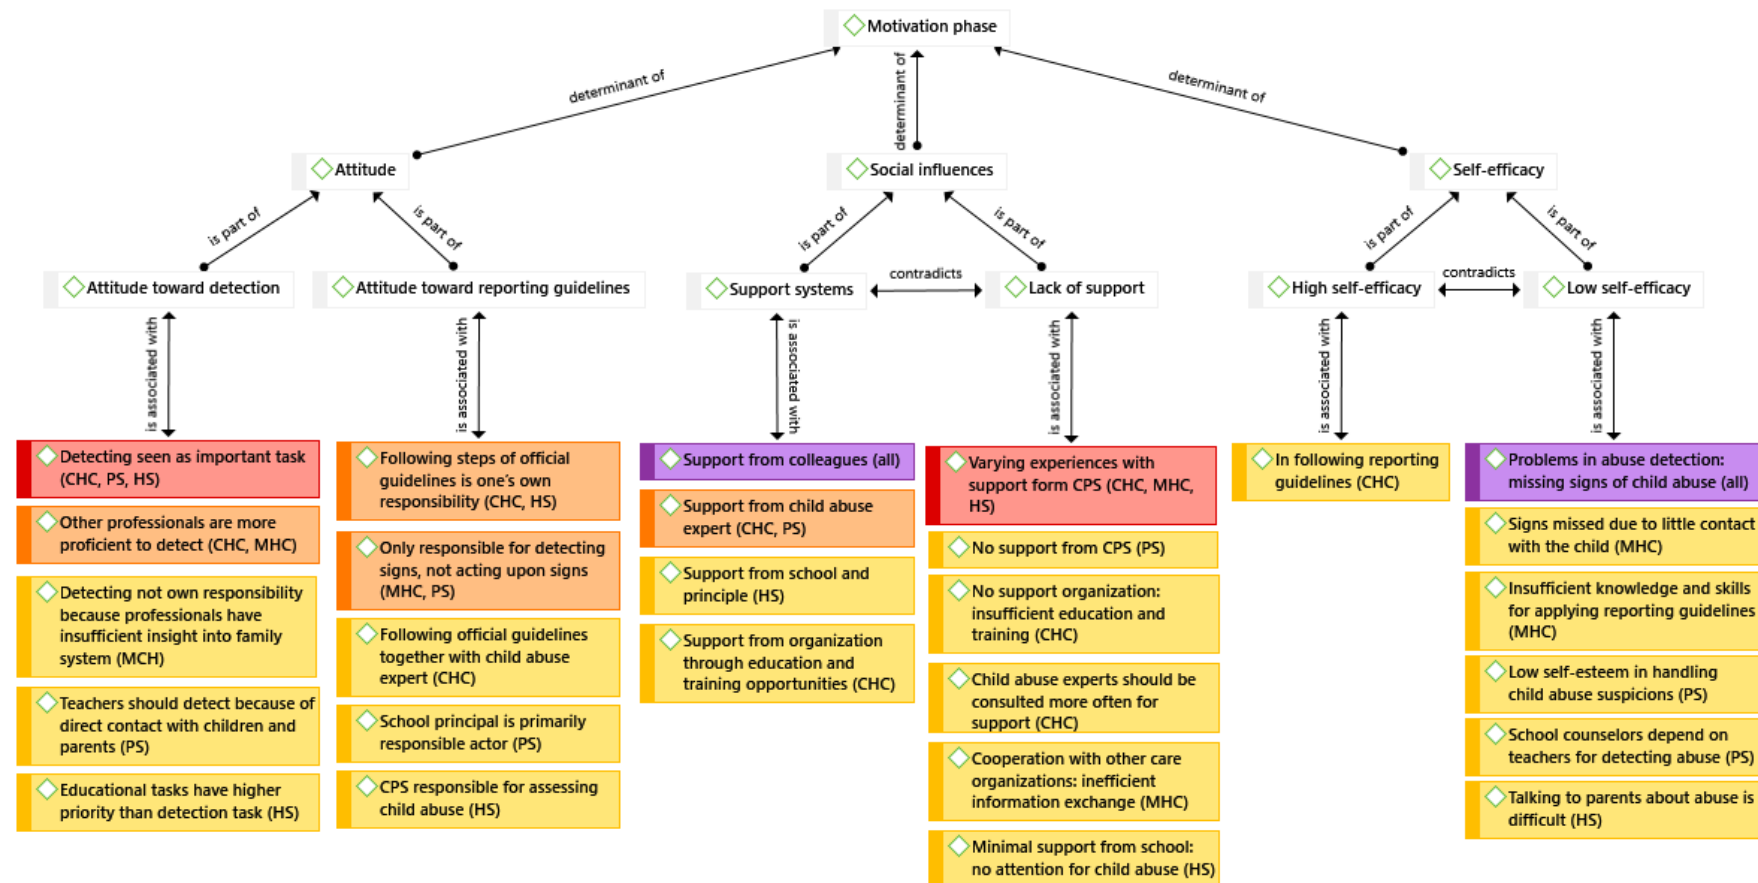 Motivation phase
determinant of
determinant of
determinant of
Attitude
Social influences
Self-efficacy
is part of
is part of
is part of
is part of
is part of
is part of
Attitude toward detection
Attitude toward reporting guidelines
Support systems
contradicts
Lack of support
High self-efficacy
contradicts
Low self-efficacy
is associated with
is associated with
is associated with
is associated with
is associated with
is associated with
Detecting seen as important task
(CHC, PS, HS)
Other professionals are more
proficient to detect (CHC, MHC)
Detecting not own responsibility
because professionals have
insufficient insight into family
system (MCH)
Teachers should detect because of
direct contact with children and
parents (PS)
Educational tasks have higher
priority than detection task (HS)
Following steps of official
guidelines is one's own
responsibility (CHC, HS)
Only responsible for detecting
signs, not acting upon signs
(MHC, PS)
Following official guidelines
together with child abuse
expert (CHC)
School principal is primarily
responsible actor (PS)
CPS responsible for assessing
child abuse (HS)
Support from colleagues (all)
Support from child abuse
expert (CHC, PS)
Support from school and
principle (HS)
Support from organization
through education and
training opportunities (CHC)
Varying experiences with
support form CPS (CHC, MHC,
HS)
No support from CPS (PS)
No support organization:
insufficient education and
training (CHC)
Child abuse experts should be
consulted more often for
support (CHC)
Cooperation with other care
organizations: inefficient
information exchange (MHC)
Minimal support from school:
no attention for child abuse (HS)
In following reporting
guidelines (CHC)
Problems in abuse detection:
missing signs of child abuse (all)
Signs missed due to little contact
with the child (MHC)
Insufficient knowledge and skills
for applying reporting guidelines
(MHC)
Low self-esteem in handling
child abuse suspicions (PS)
School counselors depend on
teachers for detecting abuse (PS)
Talking to parents about abuse is
difficult (HS)